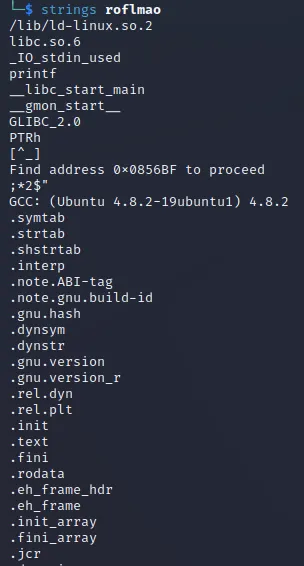 └─$ strings roflmao
/lib/ld-linux.so.2
libc.so.6
_IO_stdin_used
printf
__libc_start_main
__gmon_start__
GLIBC_2.0
PTRh
[^_]
Find address 0x0856BF to proceed
;*2$"
GCC: (Ubuntu 4.8.2-19ubuntu1) 4.8.2
.symtab
.strtab
.shstrtab
.interp
.note.ABI-tag
.note.gnu.build-id
.gnu.hash
.dynsym
.dynstr
.gnu.version
.gnu.version_r
.rel.dyn
.rel.plt
.init
.text
.fini
.rodata
.eh_frame_hdr
.eh_frame
.init_array
.fini_array
.jcr